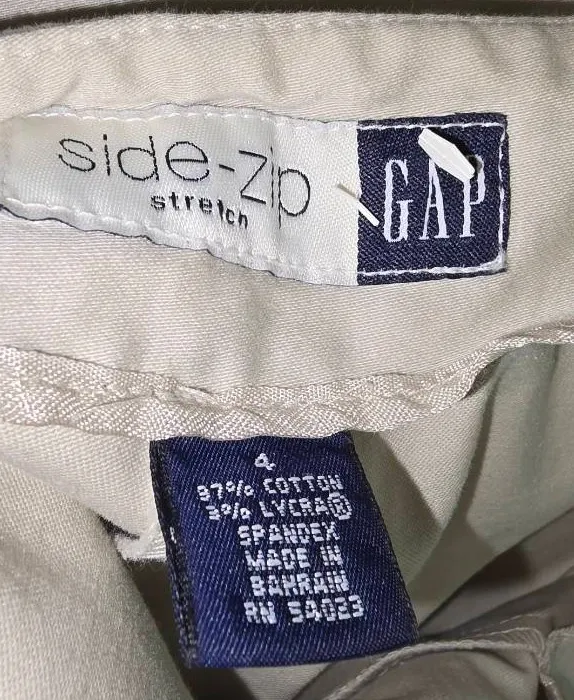 side-zip
stretch
GAP
4
97% COTTON
3% LYCRA®
SPANDEX
MADE IN
BAHRAIN
RN 54023